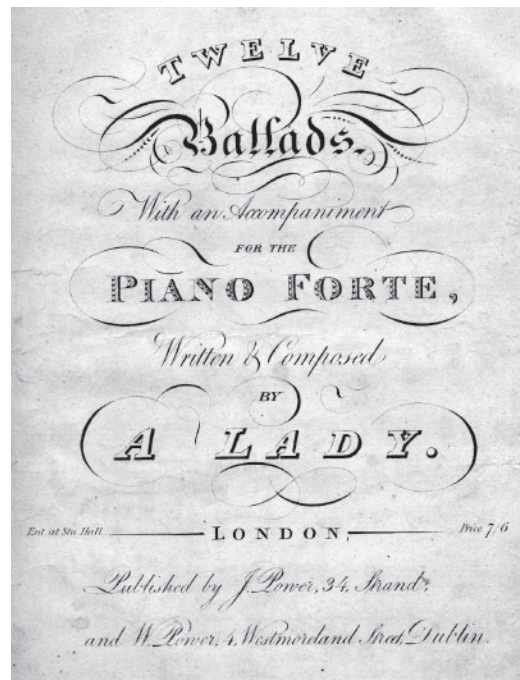 TWELVE
Ballads.
With an Accompaniment
FOR THE
PIANO FORTE,
Written & Composed
BY
A LADY.
Ent at Sta Hall LONDON, Price 7/6
Published by J. Power, 34, Strand,
and W. Power, 4, Westmoreland Street, Dublin.